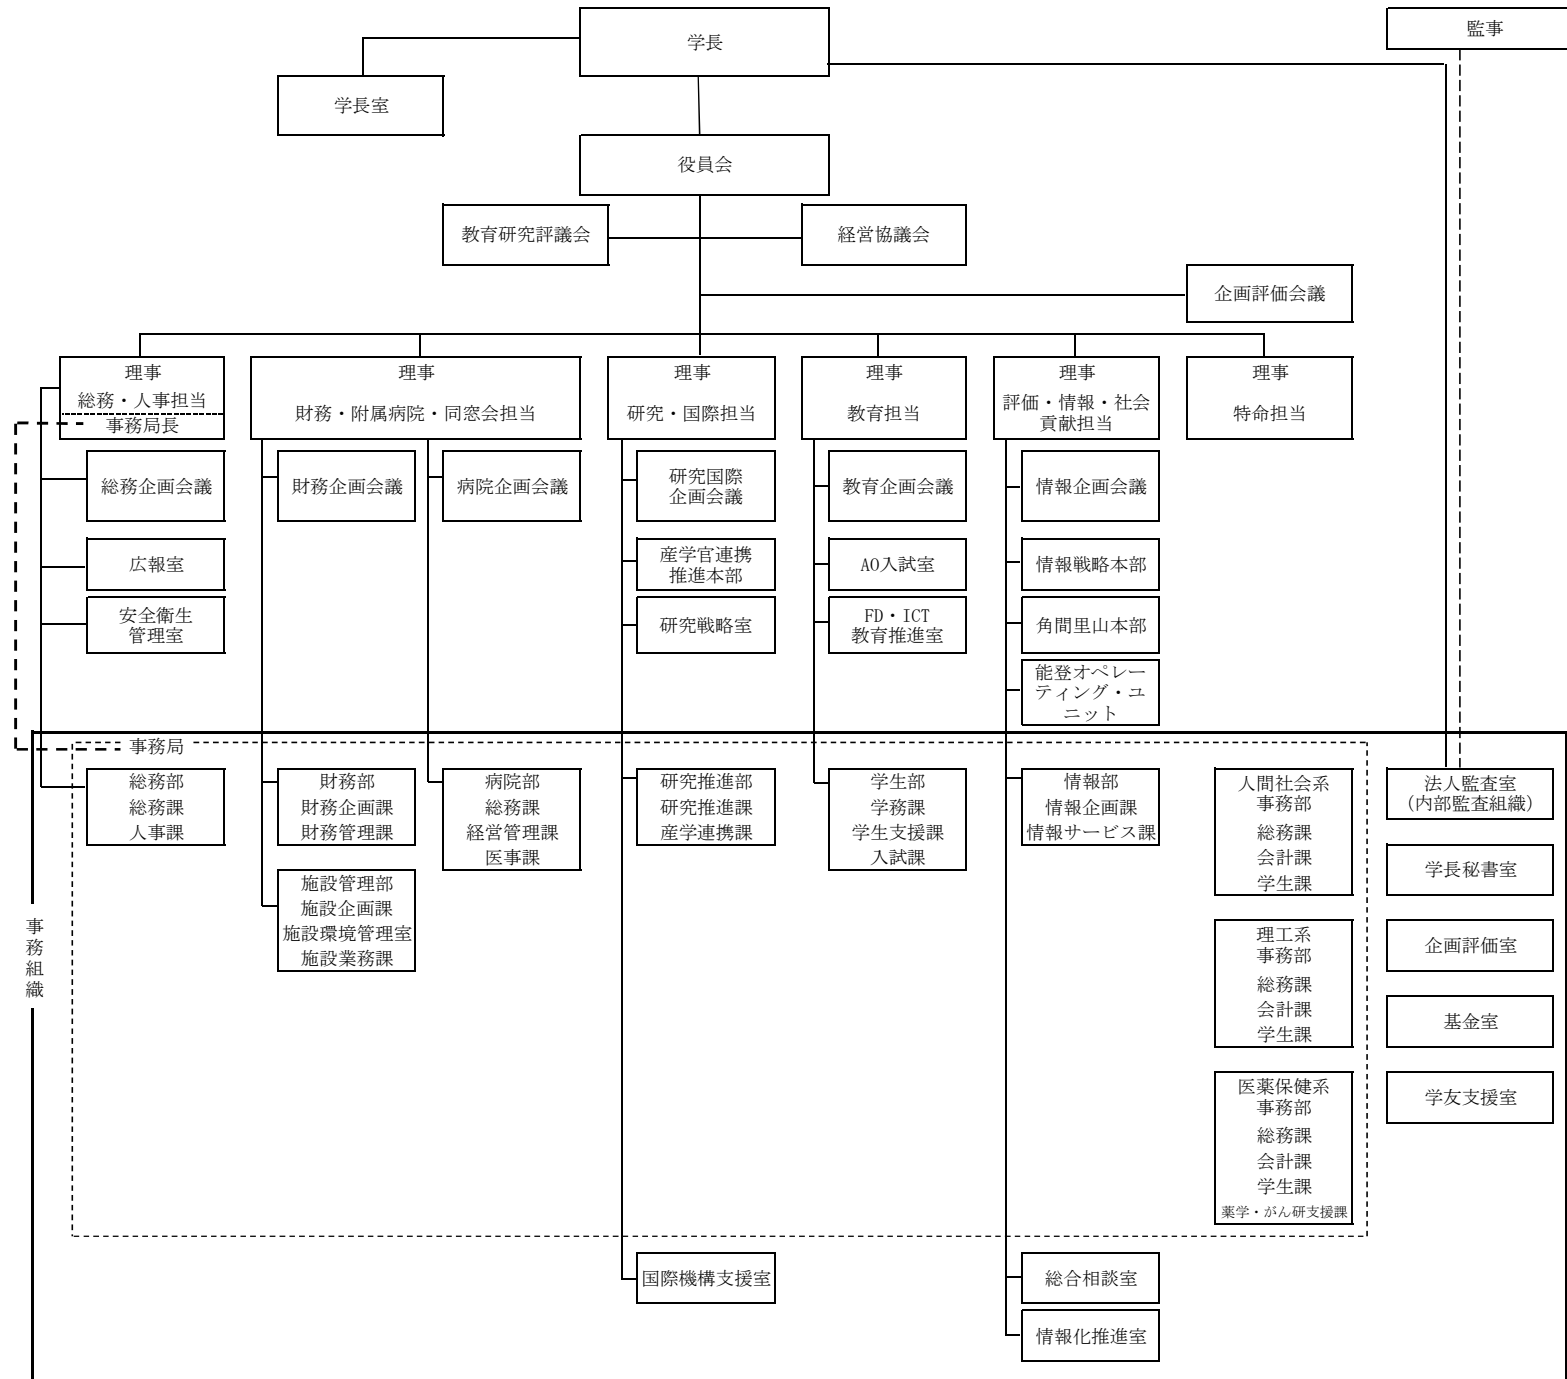 学長
監事
学長室
役員会
教育研究評議会
経営協議会
企画評価会議
理事
総務・人事担当
事務局長
理事
財務・附属病院・同窓会担当
理事
研究・国際担当
理事
教育担当
理事
評価・情報・社会
貢献担当
理事
特命担当
総務企画会議
財務企画会議
病院企画会議
研究国際
企画会議
教育企画会議
情報企画会議
広報室
産学官連携
推進本部
AO入試室
情報戦略本部
安全衛生
管理室
研究戦略室
FD・ICT
教育推進室
角間里山本部
能登オペレー
ティング・ユ
ニット
事務局
総務部
総務課
人事課
財務部
財務企画課
財務管理課
病院部
総務課
経営管理課
医事課
研究推進部
研究推進課
産学連携課
学生部
学務課
学生支援課
入試課
情報部
情報企画課
情報サービス課
人間社会系
事務部
総務課
会計課
学生課
法人監査室
(内部監査組織)
施設管理部
施設企画課
施設環境管理室
施設業務課
学長秘書室
事務組織
理工系
事務部
総務課
会計課
学生課
企画評価室
基金室
医薬保健系
事務部
総務課
会計課
学生課
薬学・がん研支援課
学友支援室
国際機構支援室
総合相談室
情報化推進室